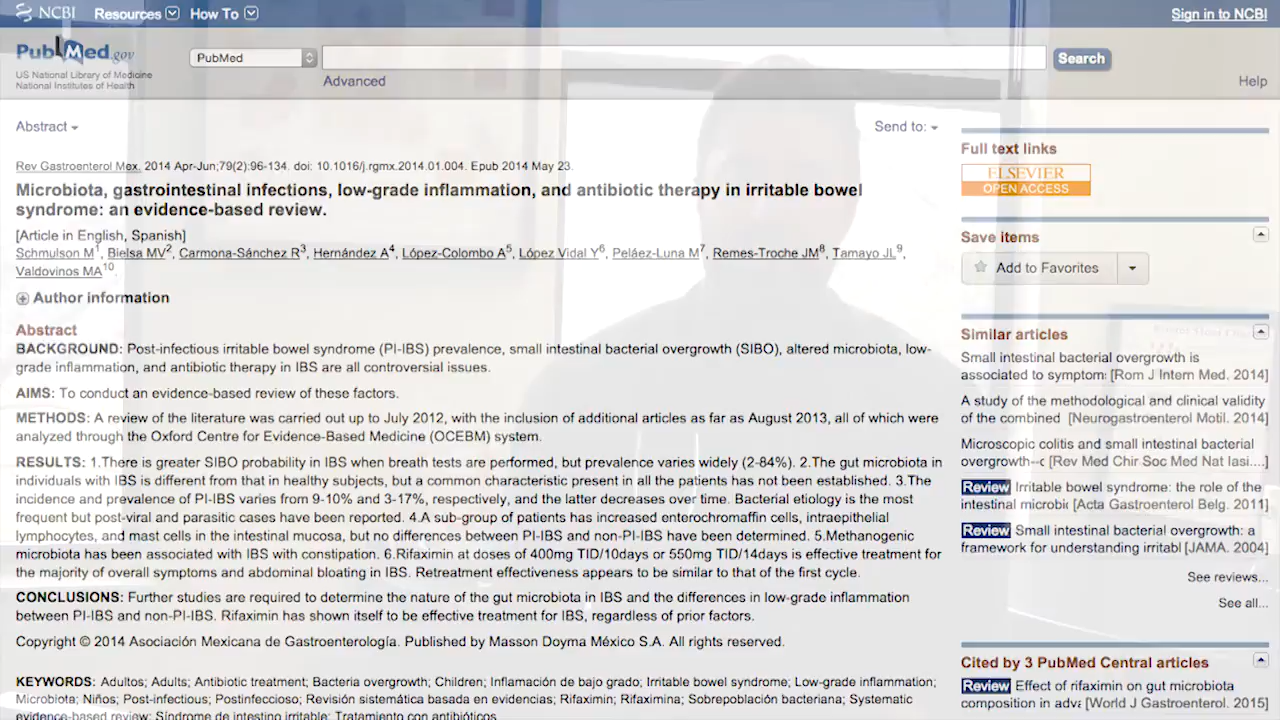 NCBI Resources How To Sign in to NCBI
PubMed.gov
US National Library of Medicine
National Institutes of Health
PubMed
Search
Advanced
Help
Abstract
Send to:
Rev Gastroenterol Mex. 2014 Apr-Jun;79(2):96-134. doi: 10.1016/j.rgmx.2014.01.004. Epub 2014 May 23.
Microbiota, gastrointestinal infections, low-grade inflammation, and antibiotic therapy in irritable bowel
syndrome: an evidence-based review.
[Article in English, Spanish]
Schmulson M1, Bielsa MV2, Carmona-Sánchez R3, Hernández A4, López-Colombo A5, López Vidal Y6, Peláez-Luna M7, Remes-Troche JM8, Tamayo JL9,
Valdovinos MA10.
Author information
Abstract
BACKGROUND: Post-infectious irritable bowel syndrome (PI-IBS) prevalence, small intestinal bacterial overgrowth (SIBO), altered microbiota, low-
grade inflammation, and antibiotic therapy in IBS are all controversial issues.
AIMS: To conduct an evidence-based review of these factors.
METHODS: A review of the literature was carried out up to July 2012, with the inclusion of additional articles as far as August 2013, all of which were
analyzed through the Oxford Centre for Evidence-Based Medicine (OCEBM) system.
RESULTS: 1.There is greater SIBO probability in IBS when breath tests are performed, but prevalence varies widely (2-84%). 2.The gut microbiota in
individuals with IBS is different from that in healthy subjects, but a common characteristic present in all the patients has not been established. 3.The
incidence and prevalence of PI-IBS varies from 9-10% and 3-17%, respectively, and the latter decreases over time. Bacterial etiology is the most
frequent but post-viral and parasitic cases have been reported. 4.A sub-group of patients has increased enterochromaffin cells, intraepithelial
lymphocytes, and mast cells in the intestinal mucosa, but no differences between PI-IBS and non-PI-IBS have been determined. 5.Methanogenic
microbiota has been associated with IBS with constipation. 6.Rifaximin at doses of 400mg TID/10days or 550mg TID/14days is effective treatment for
the majority of overall symptoms and abdominal bloating in IBS. Retreatment effectiveness appears to be similar to that of the first cycle.
CONCLUSIONS: Further studies are required to determine the nature of the gut microbiota in IBS and the differences in low-grade inflammation
between PI-IBS and non-PI-IBS. Rifaximin has shown itself to be effective treatment for IBS, regardless of prior factors.
Copyright © 2014 Asociación Mexicana de Gastroenterología. Published by Masson Doyma México S.A. All rights reserved.
KEYWORDS: Adultos; Adults; Antibiotic treatment; Bacteria overgrowth; Children; Inflamación de bajo grado; Irritable bowel syndrome; Low-grade inflammation;
Microbiota; Niños; Post-infectious; Postinfeccioso; Revisión sistemática basada en evidencias; Rifaximin; Rifaximina; Sobrepoblación bacteriana; Systematic
evidence-based review; Síndrome de intestino irritable; Tratamiento con antibióticos
Full text links
ELSEVIER
OPEN ACCESS
Save items
Add to Favorites
Similar articles
Small intestinal bacterial overgrowth is
associated to symptom: [Rom J Intern Med. 2014]
A study of the methodological and clinical validity
of the combined [Neurogastroenterol Motil. 2014]
Microscopic colitis and small intestinal bacterial
overgrowth--c [Rev Med Chir Soc Med Nat Iasi....]
Review Irritable bowel syndrome: the role of the
intestinal microbi [Acta Gastroenterol Belg. 2011]
Review Small intestinal bacterial overgrowth: a
framework for understanding irritabl [JAMA. 2004]
See reviews...
See all...
Cited by 3 PubMed Central articles
Review Effect of rifaximin on gut microbiota
composition in adva [World J Gastroenterol. 2015]